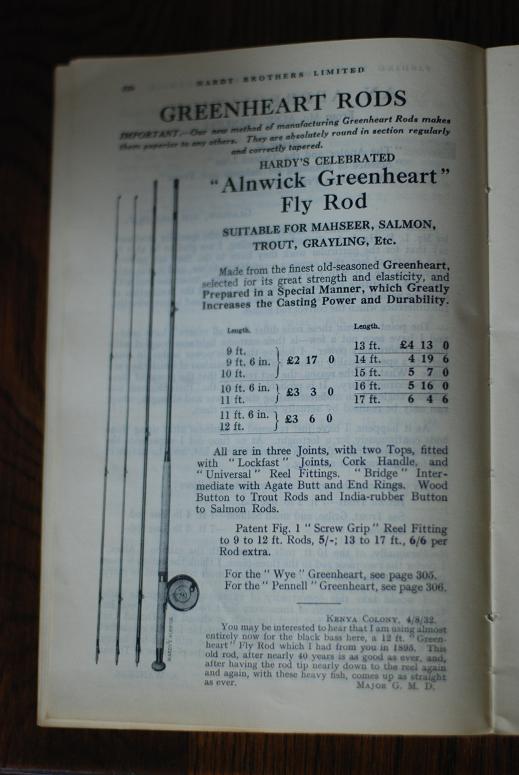 HARDY BROTHERS LIMITED
GREENHEART RODS
IMPORTANT.—Our new method of manufacturing Greenheart Rods makes
them superior to any others. They are absolutely round in section regularly
and correctly tapered.
HARDY'S CELEBRATED
"Alnwick Greenheart"
Fly Rod
SUITABLE FOR MAHSEER, SALMON,
TROUT, GRAYLING, Etc.
Made from the finest old-seasoned Greenheart,
selected for its great strength and elasticity, and
Prepared in a Special Manner, which Greatly
Increases the Casting Power and Durability.
Length.
9 ft.
9 ft. 6 in. } £2 17 0
10 ft.
10 ft. 6 in. } £3 3 0
11 ft.
11 ft. 6 in. } £3 6 0
12 ft.
Length.
13 ft. £4 13 0
14 ft. 4 19 6
15 ft. 5 7 0
16 ft. 5 16 0
17 ft. 6 4 6
All are in three Joints, with two Tops, fitted
with "Lockfast" Joints, Cork Handle, and
"Universal" Reel Fittings. "Bridge" Inter-
mediate with Agate Butt and End Rings. Wood
Button to Trout Rods and India-rubber Button
to Salmon Rods.
Patent Fig. 1 "Screw Grip" Reel Fitting
to 9 to 12 ft. Rods, 5/-; 13 to 17 ft., 6/6 per
Rod extra.
For the "Wye" Greenheart, see page 305.
For the "Pennell" Greenheart, see page 306.
KENYA COLONY, 4/8/32.
You may be interested to hear that I am using almost
entirely now for the black bass here, a 12 ft. "Green-
heart" Fly Rod which I had from you in 1893. This
old rod, after nearly 40 years is as good as ever, and,
after having the rod tip nearly down to the reel again
and again, with these heavy fish, comes up as straight
as ever.
MAJOR G. M. D.